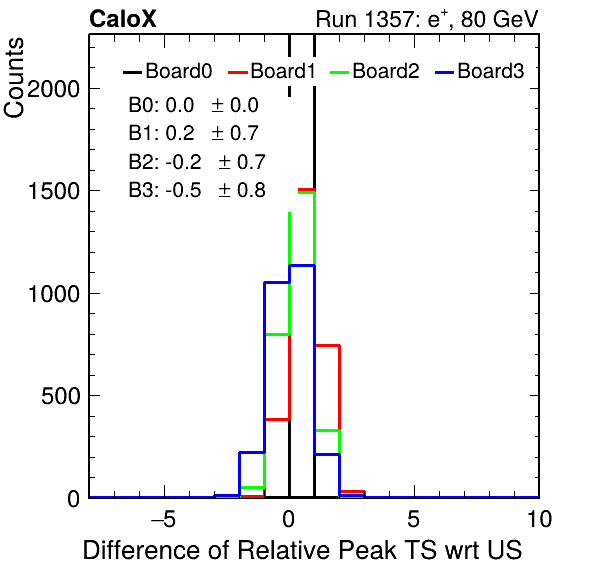 CaloX Run 1357: e⁺, 80 GeV
Counts
Board0 Board1 Board2 Board3
B0: 0.0 ± 0.0
B1: 0.2 ± 0.7
B2: -0.2 ± 0.7
B3: -0.5 ± 0.8
2000
1500
1000
500
0
−5 0 5 10
Difference of Relative Peak TS wrt US